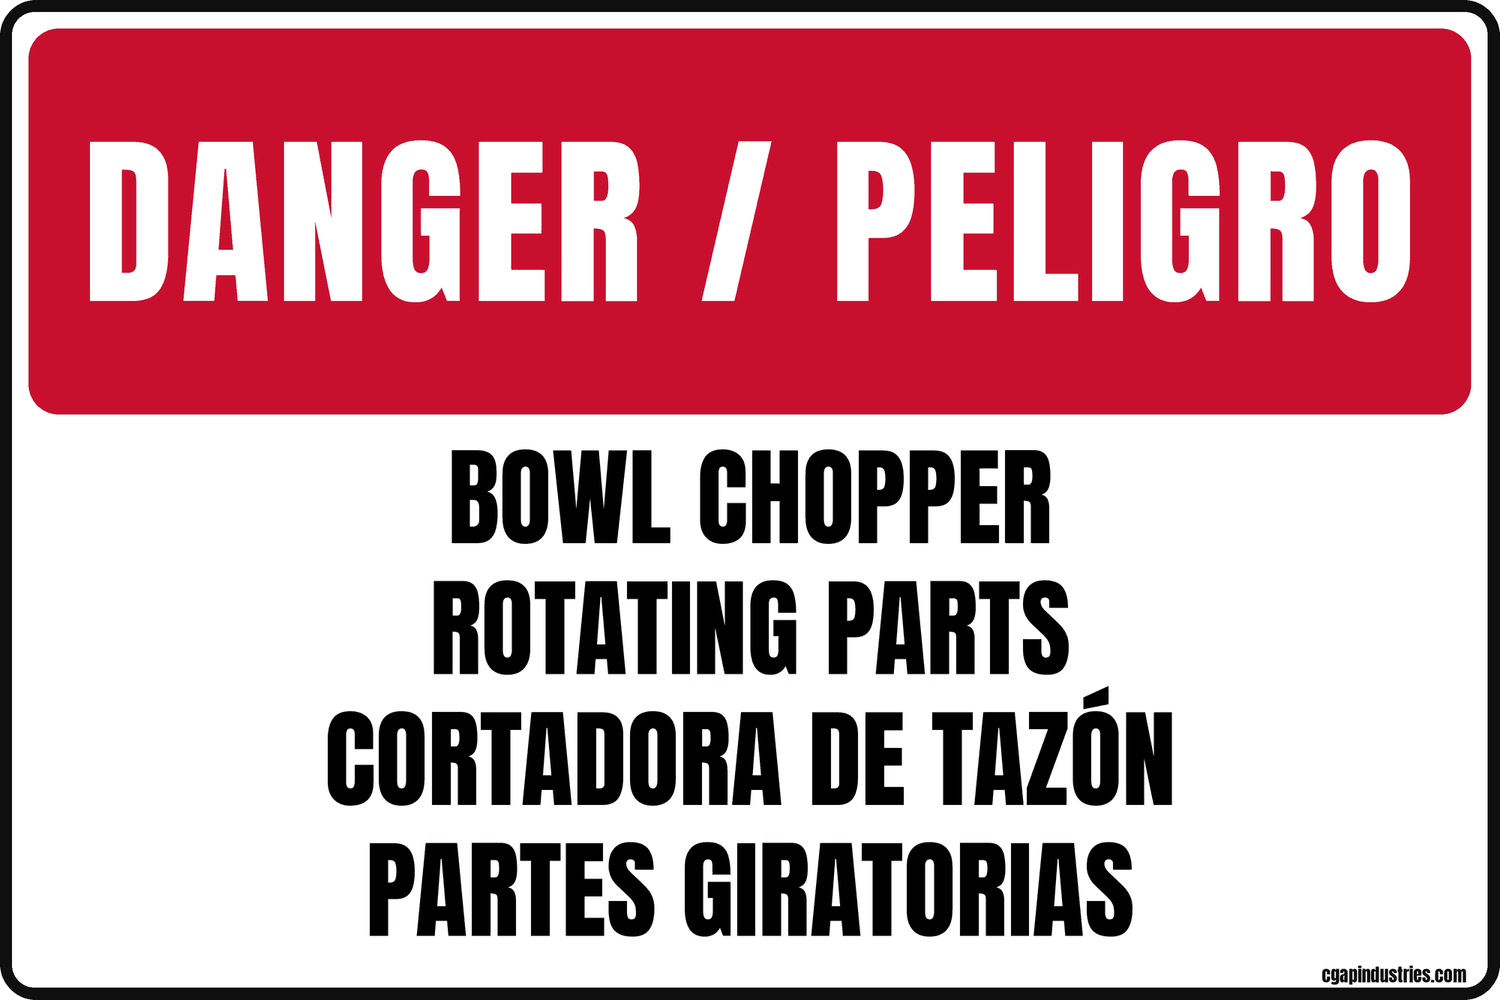 DANGER / PELIGRO
BOWL CHOPPER
ROTATING PARTS
CORTADORA DE TAZÓN
PARTES GIRATORIAS
cgapindustries.com